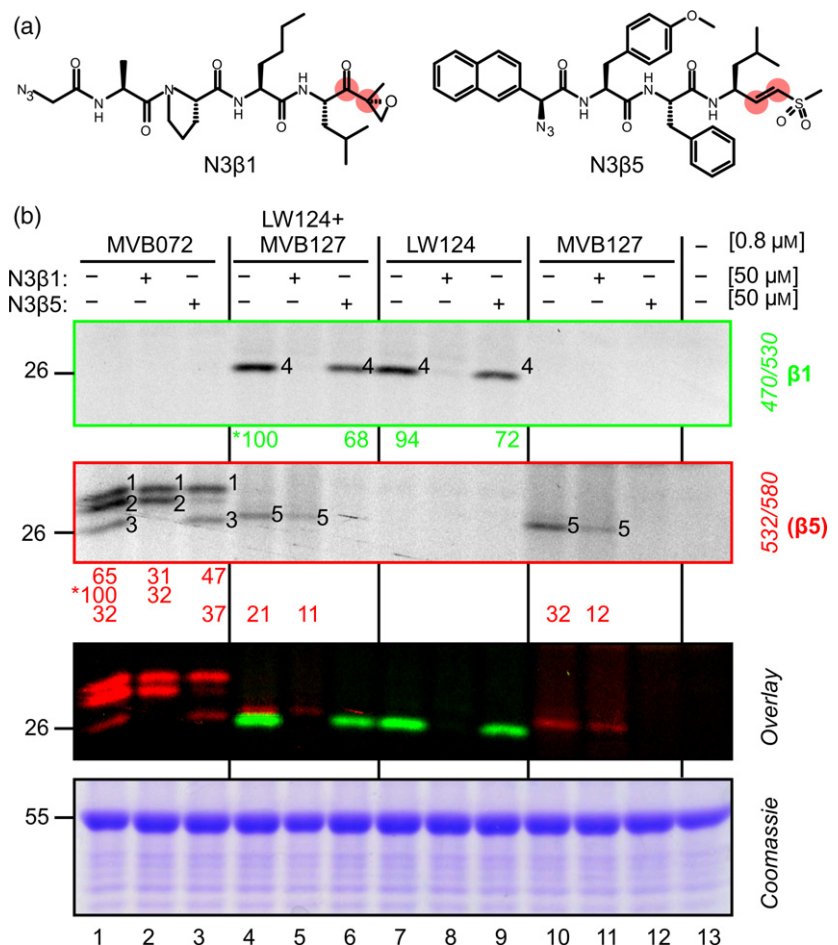 (a)
N₃
O
H
N
O
N
O
H
N
O
H
N
O
O
N3β1
O
N₃
O
H
N
O
H
N
O
H
N
S
O
O
N3β5
(b)
LW124+
MVB072 MVB127 LW124 MVB127 – [0.8 µM]
N3β1: – + – – + – – + – – + – – [50 µM]
N3β5: – – + – – + – – + – – + – [50 µM]
26 4 4 4 4 470/530 β1
*100 68 94 72
1 1 1
2 2
3 3 5 5 5 5
26 532/580 (β5)
65 31 47
*100 32
32 37 21 11 32 12
26 Overlay
55 Coomassie
1 2 3 4 5 6 7 8 9 10 11 12 13